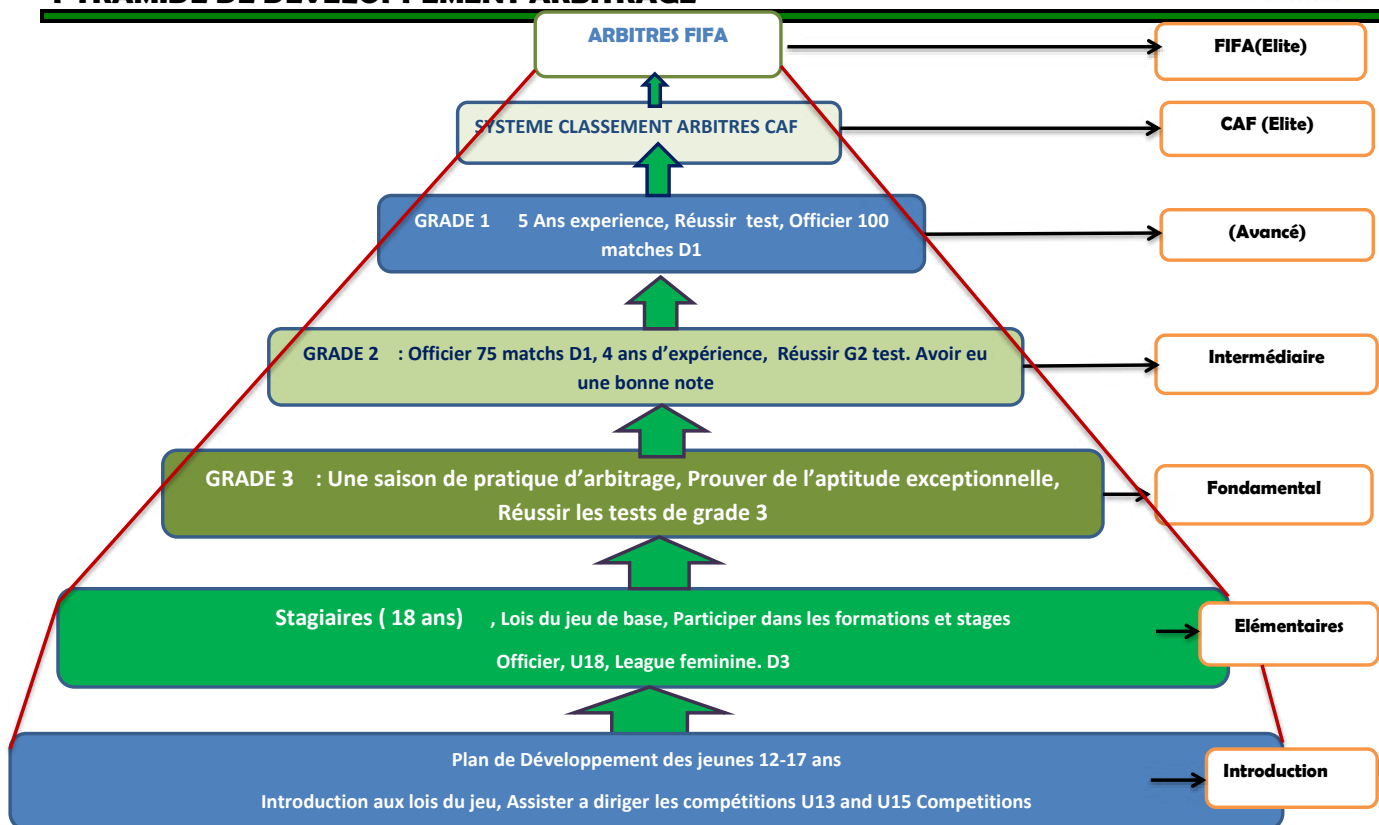 PYRAMIDE DE DEVELOPPEMENT ARBITRAGE
ARBITRES FIFA
FIFA(Elite)
SYSTEME CLASSEMENT ARBITRES CAF
CAF (Elite)
GRADE 1 5 Ans experience, Réussir test, Officier 100
matches D1
(Avancé)
GRADE 2 : Officier 75 matchs D1, 4 ans d'expérience, Réussir G2 test. Avoir eu
une bonne note
Intermédiaire
GRADE 3 : Une saison de pratique d'arbitrage, Prouver de l'aptitude exceptionnelle,
Réussir les tests de grade 3
Fondamental
Stagiaires ( 18 ans) , Lois du jeu de base, Participer dans les formations et stages
Officier, U18, League feminine. D3
Elémentaires
Plan de Développement des jeunes 12-17 ans
Introduction aux lois du jeu, Assister a diriger les compétitions U13 and U15 Competitions
Introduction